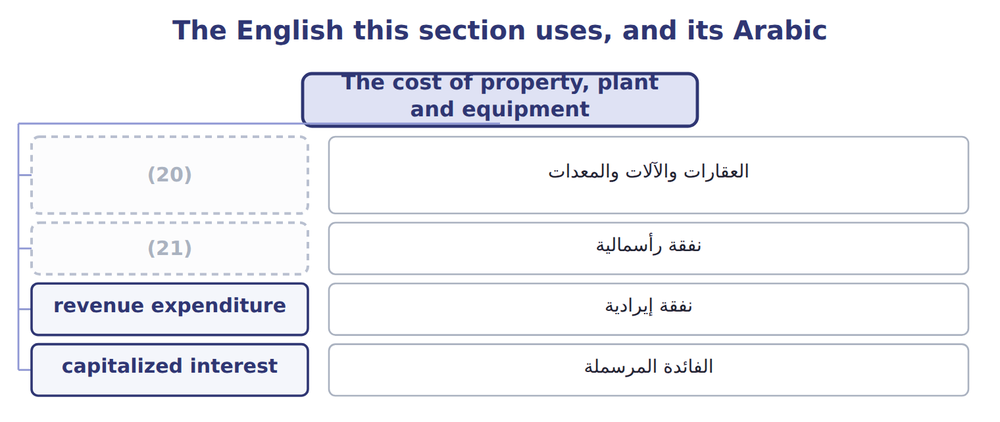 The English this section uses, and its Arabic
The cost of property, plant
and equipment
(20)
العقارات والآلات والمعدات
(21)
نفقة رأسمالية
revenue expenditure
نفقة إيرادية
capitalized interest
الفائدة المرسملة